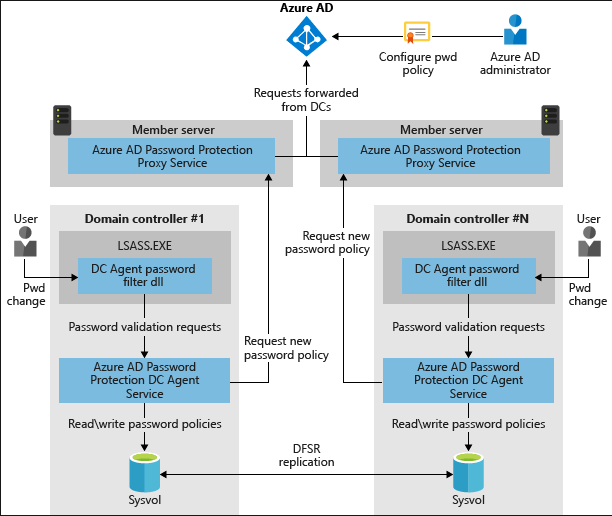 Azure AD
Configure pwd
policy
Azure AD
administrator
Requests forwarded
from DCs
Member server
Azure AD Password Protection
Proxy Service
Member server
Azure AD Password Protection
Proxy Service
User
Pwd
change
Domain controller #1
LSASS.EXE
DC Agent password
filter dll
Password validation requests
Azure AD Password
Protection DC Agent
Service
Read\write password policies
Sysvol
Request new
password policy
Request new
password policy
DFSR
replication
Domain controller #N
LSASS.EXE
DC Agent password
filter dll
Password validation requests
Azure AD Password
Protection DC Agent
Service
Read\write password policies
Sysvol
User
Pwd
change